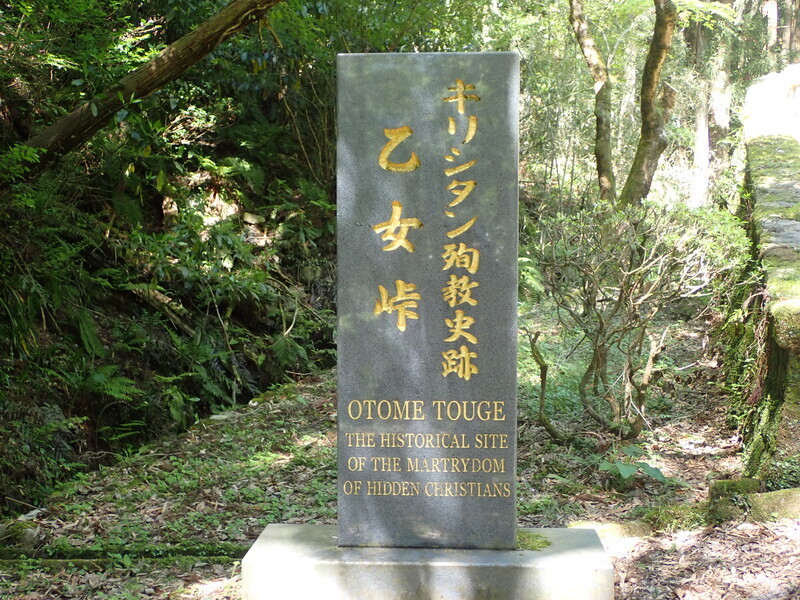 キリシタン殉教史跡
乙女峠
OTOME TOUGE
THE HISTORICAL SITE
OF THE MARTRYDOM
OF HIDDEN CHRISTIANS